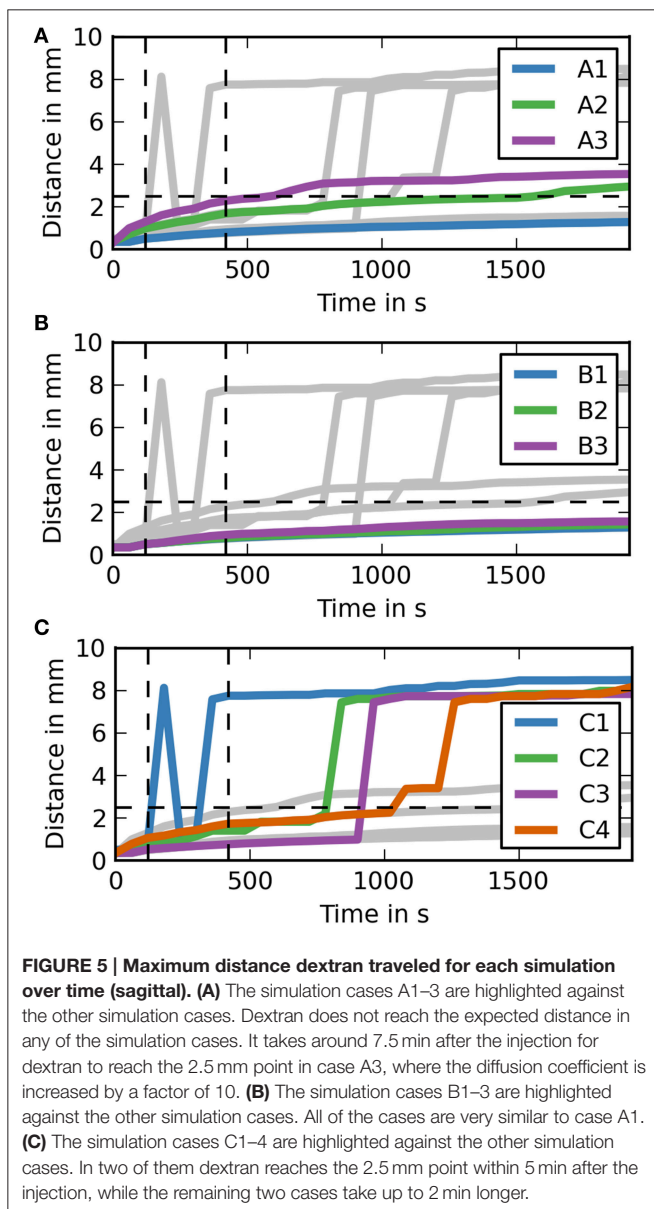 A
10
8
6
4
2
0
Distance in mm
A1
A2
A3
0 500 1000 1500
Time in s
B
10
8
6
4
2
0
Distance in mm
B1
B2
B3
0 500 1000 1500
Time in s
C
10
8
6
4
2
0
Distance in mm
C1
C2
C3
C4
0 500 1000 1500
Time in s
FIGURE 5 | Maximum distance dextran traveled for each simulation
over time (sagittal). (A) The simulation cases A1–3 are highlighted against
the other simulation cases. Dextran does not reach the expected distance in
any of the simulation cases. It takes around 7.5 min after the injection for
dextran to reach the 2.5 mm point in case A3, where the diffusion coefficient is
increased by a factor of 10. (B) The simulation cases B1–3 are highlighted
against the other simulation cases. All of the cases are very similar to case A1.
(C) The simulation cases C1–4 are highlighted against the other simulation
cases. In two of them dextran reaches the 2.5 mm point within 5 min after the
injection, while the remaining two cases take up to 2 min longer.